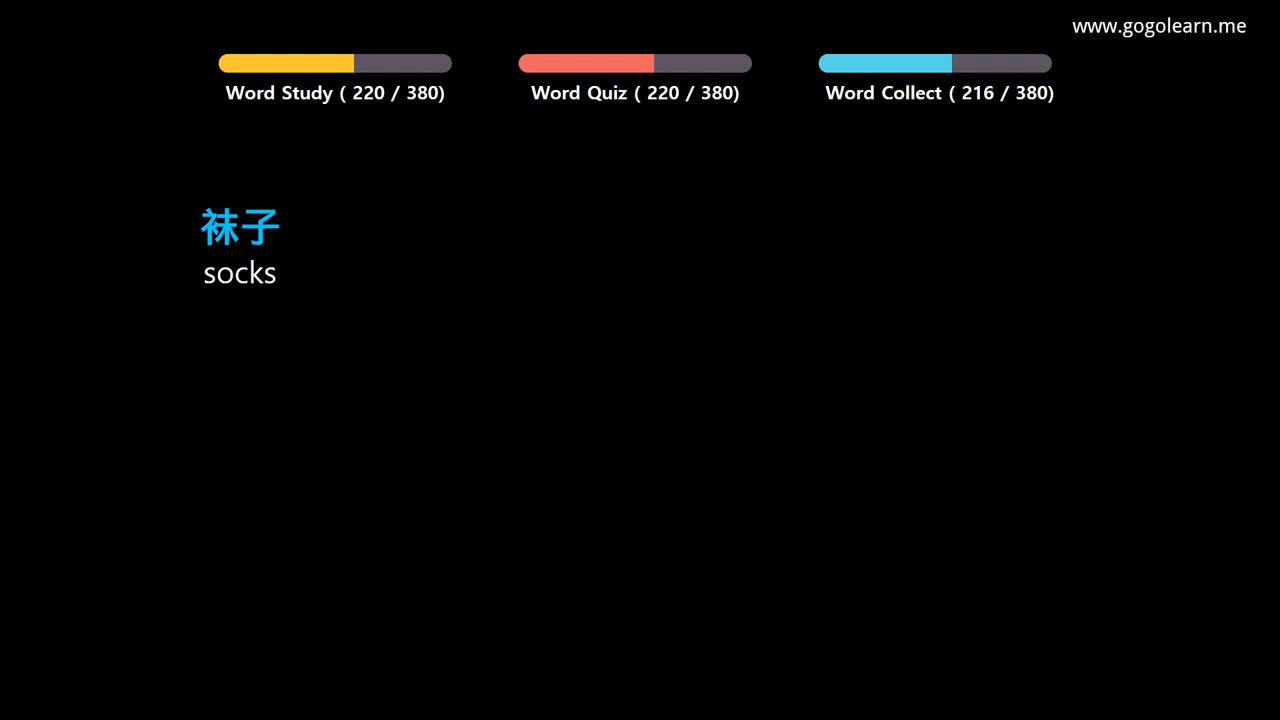 www.gogolearn.me
Word Study ( 220 / 380)
Word Quiz ( 220 / 380)
Word Collect ( 216 / 380)
袜子
socks